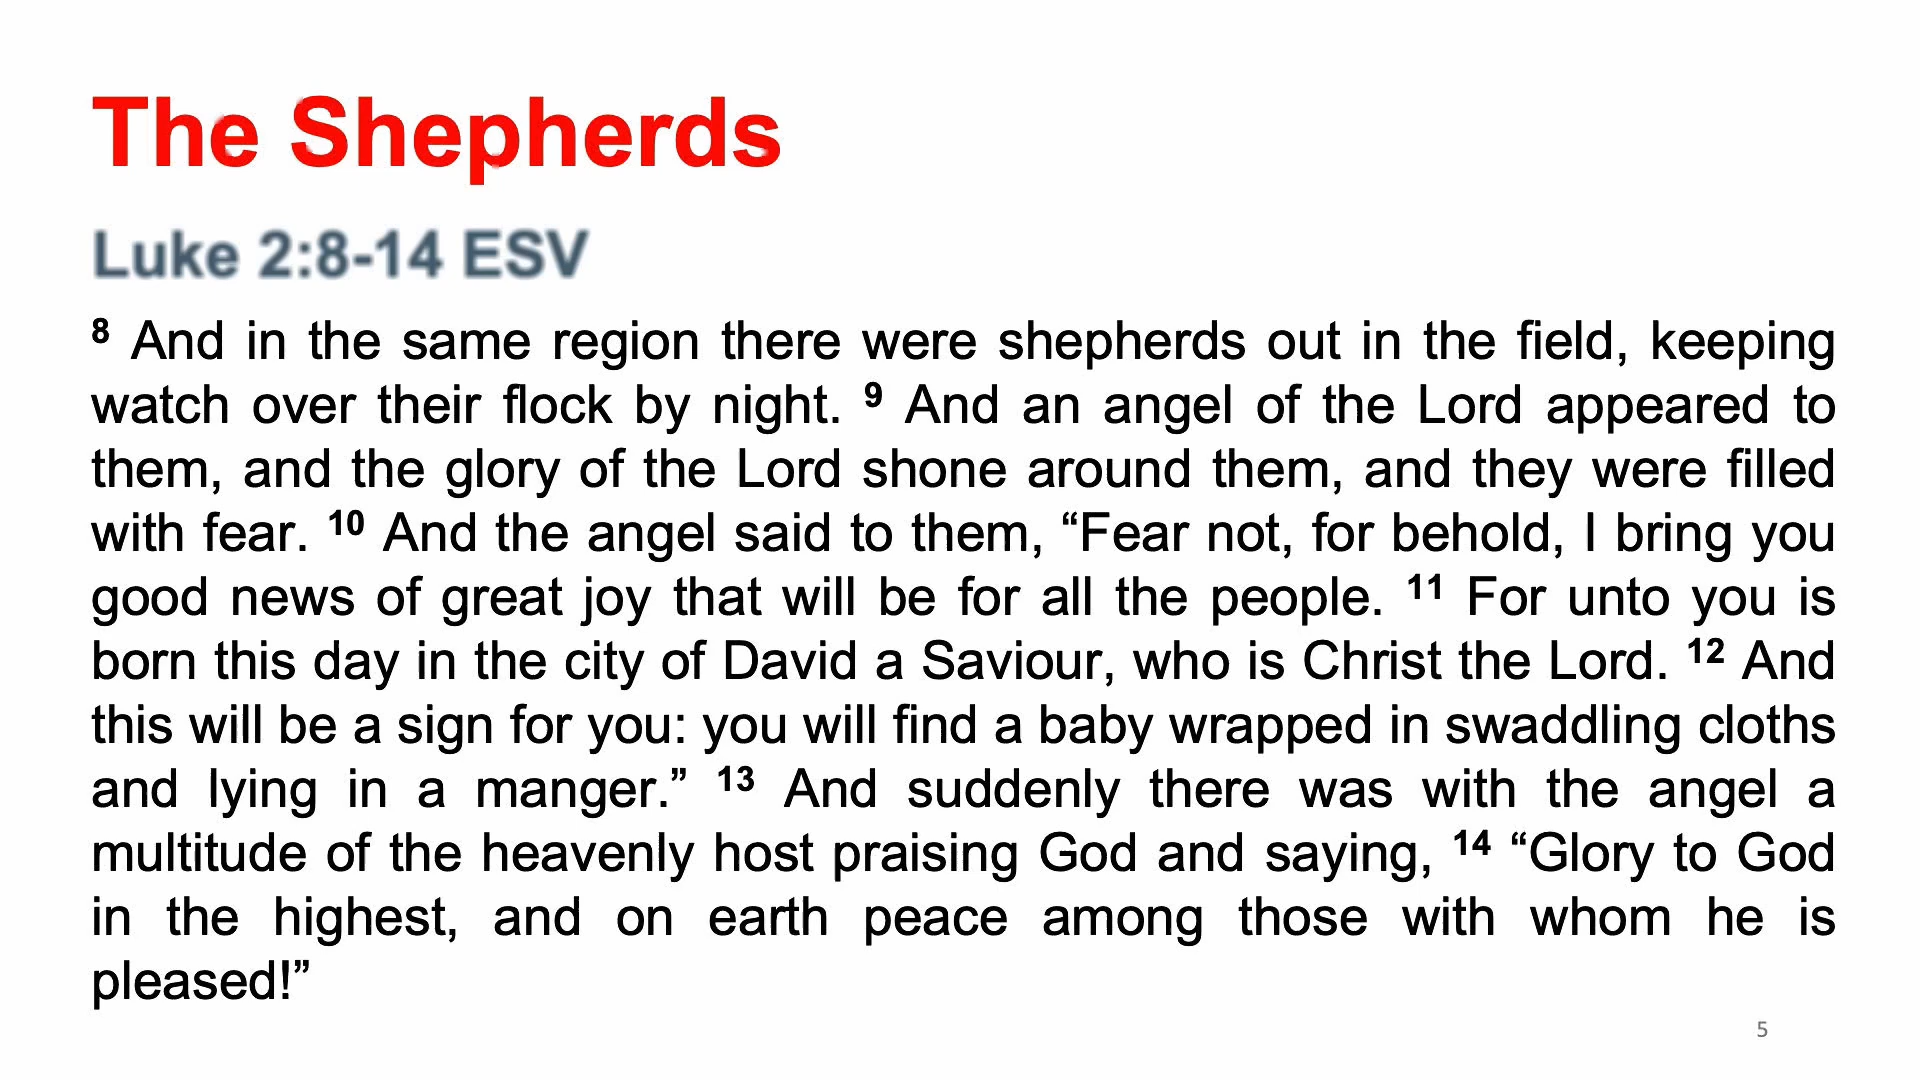 The Shepherds
Luke 2:8-14 ESV
8 And in the same region there were shepherds out in the field, keeping
watch over their flock by night. 9 And an angel of the Lord appeared to
them, and the glory of the Lord shone around them, and they were filled
with fear. 10 And the angel said to them, “Fear not, for behold, I bring you
good news of great joy that will be for all the people. 11 For unto you is
born this day in the city of David a Saviour, who is Christ the Lord. 12 And
this will be a sign for you: you will find a baby wrapped in swaddling cloths
and lying in a manger.” 13 And suddenly there was with the angel a
multitude of the heavenly host praising God and saying, 14 “Glory to God
in the highest, and on earth peace among those with whom he is
pleased!”
5